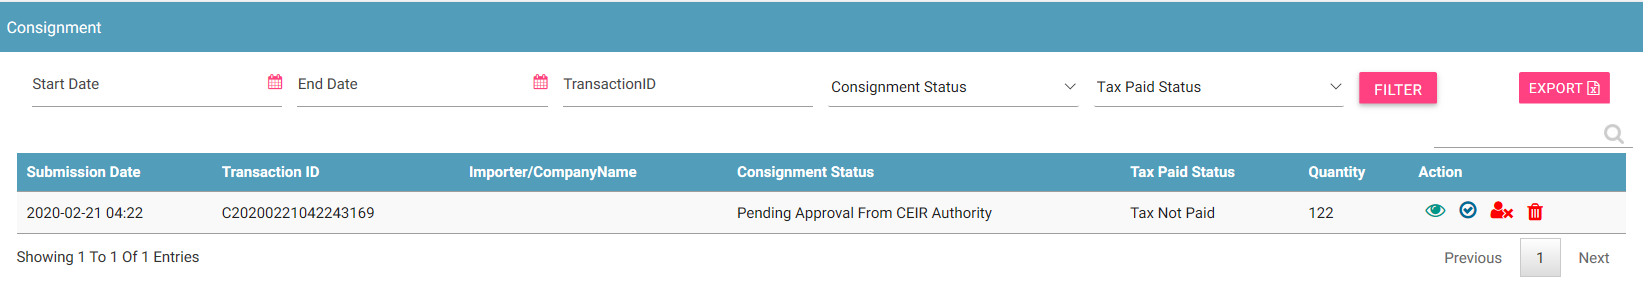 Consignment
Start Date End Date TransactionID Consignment Status Tax Paid Status FILTER EXPORT
Submission Date Transaction ID Importer/CompanyName Consignment Status Tax Paid Status Quantity Action
2020-02-21 04:22 C20200221042243169 Pending Approval From CEIR Authority Tax Not Paid 122
Showing 1 To 1 Of 1 Entries Previous 1 Next